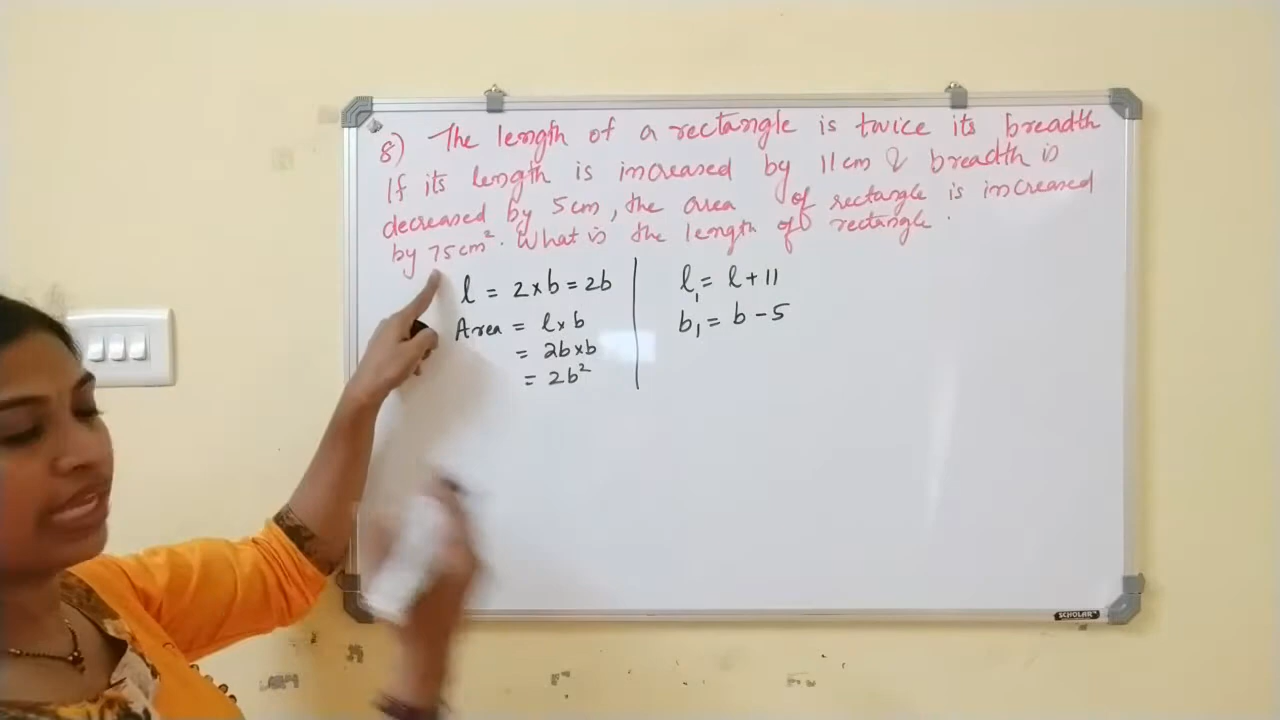 8) The length of a rectangle is twice its breadth
If its length is increased by 11cm & breadth is
decreased by 5cm, the area of rectangle is increased
by 75cm². What is the length of rectangle.
l = 2×b = 2b
Area = l×b
= 2b×b
= 2b²
l₁ = l + 11
b₁ = b - 5
SCHOLAR